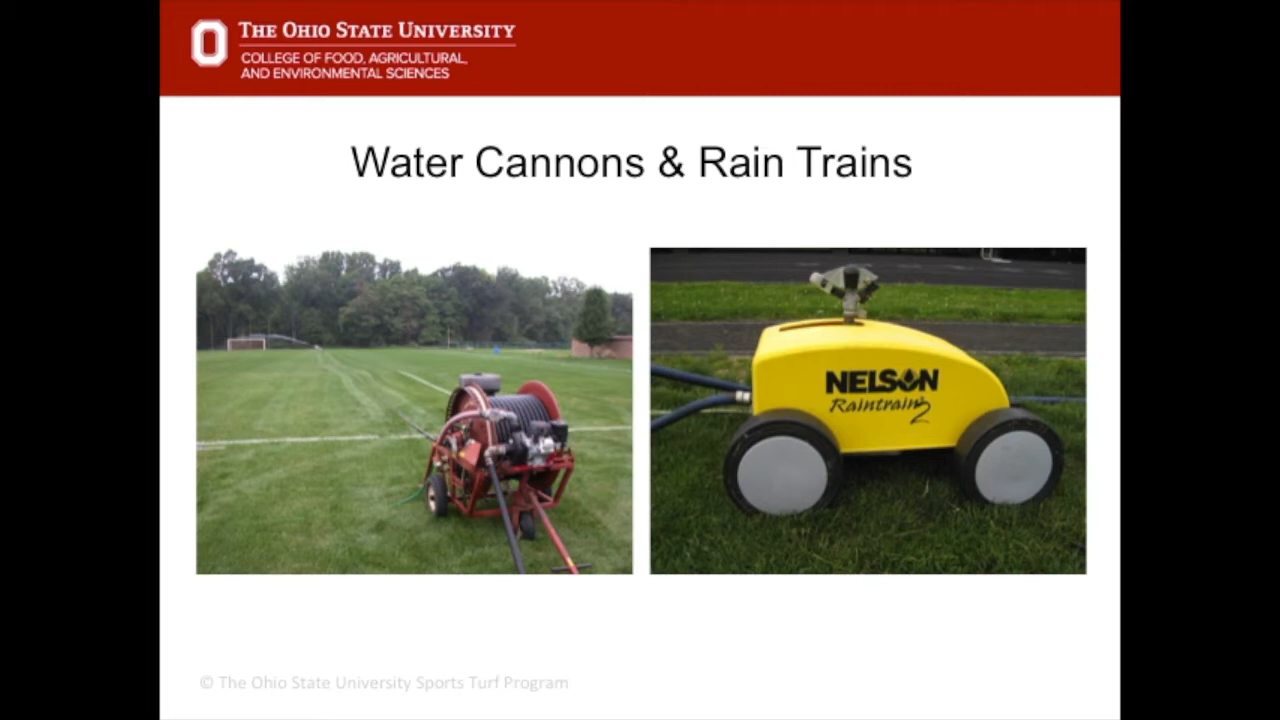 THE OHIO STATE UNIVERSITY
COLLEGE OF FOOD, AGRICULTURAL,
AND ENVIRONMENTAL SCIENCES
Water Cannons & Rain Trains
NELSON
Raintrain 2
© The Ohio State University Sports Turf Program